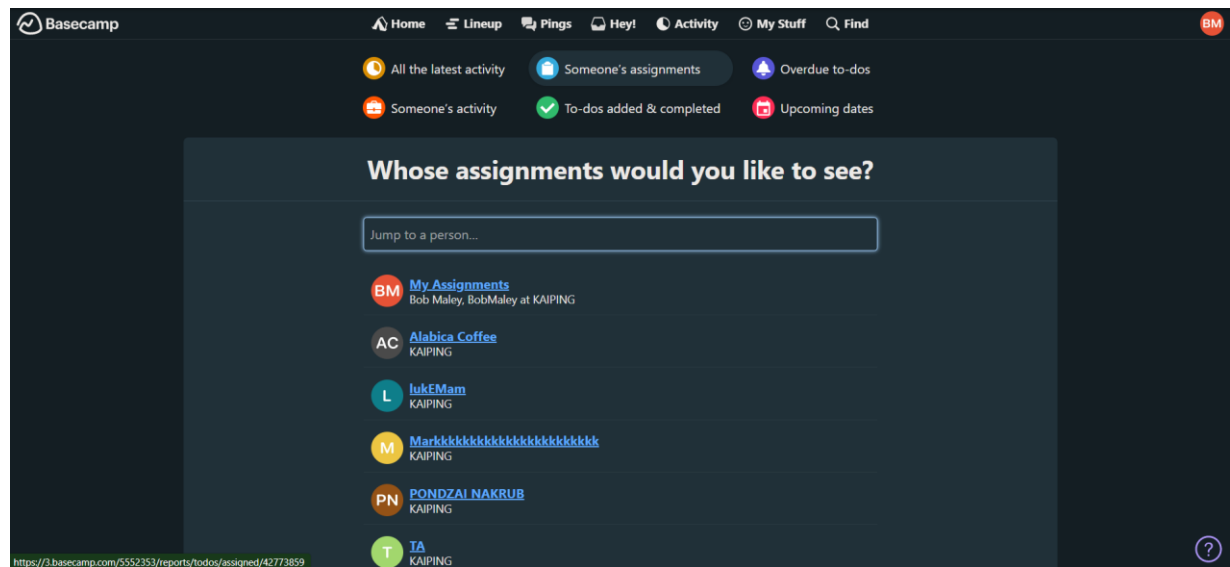 Basecamp
Home Lineup Pings Hey! Activity My Stuff Find
BM
All the latest activity Someone's assignments Overdue to-dos
Someone's activity To-dos added & completed Upcoming dates
Whose assignments would you like to see?
Jump to a person...
BM My Assignments
Bob Maley, BobMaley at KAIPING
AC Alabica Coffee
KAIPING
L lukEMam
KAIPING
M Markkkkkkkkkkkkkkkkkkkkkkkk
KAIPING
PN PONDZAI NAKRUB
KAIPING
T TA
KAIPING
https://3.basecamp.com/5552353/reports/todos/assigned/42773859
?